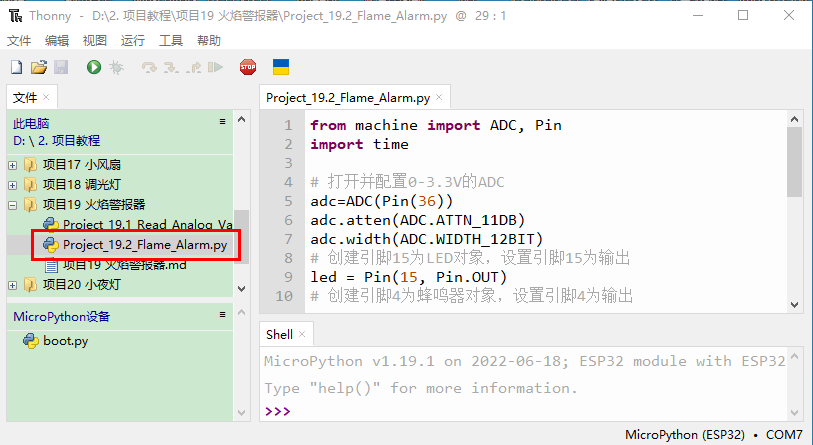 Thonny - D:\2. 项目教程\项目19 火焰警报器\Project_19.2_Flame_Alarm.py @ 29 : 1
文件 编辑 视图 运行 工具 帮助
STOP
文件 ×
此电脑
D: \ 2. 项目教程
项目17 小风扇
项目18 调光灯
项目19 火焰警报器
Project_19.1_Read_Analog_Va
Project_19.2_Flame_Alarm.py
项目19 火焰警报器.md
项目20 小夜灯
MicroPython设备
boot.py
Project_19.2_Flame_Alarm.py ×
1 from machine import ADC, Pin
2 import time
3
4 # 打开并配置0-3.3V的ADC
5 adc=ADC(Pin(36))
6 adc.atten(ADC.ATTN_11DB)
7 adc.width(ADC.WIDTH_12BIT)
8 # 创建引脚15为LED对象，设置引脚15为输出
9 led = Pin(15, Pin.OUT)
10 # 创建引脚4为蜂鸣器对象，设置引脚4为输出
Shell ×
MicroPython v1.19.1 on 2022-06-18; ESP32 module with ESP32
Type "help()" for more information.
>>>
MicroPython (ESP32) • COM7